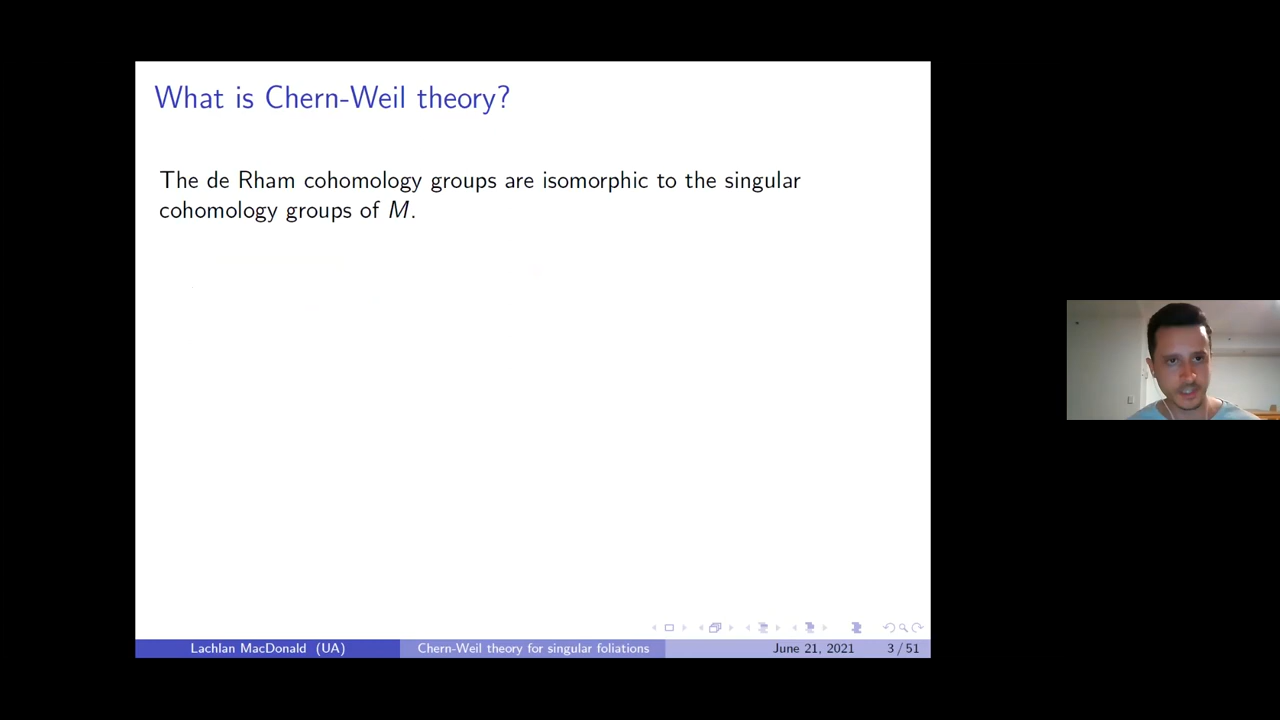 What is Chern-Weil theory?
The de Rham cohomology groups are isomorphic to the singular
cohomology groups of M.
Lachlan MacDonald (UA) Chern-Weil theory for singular foliations June 21, 2021 3 / 51